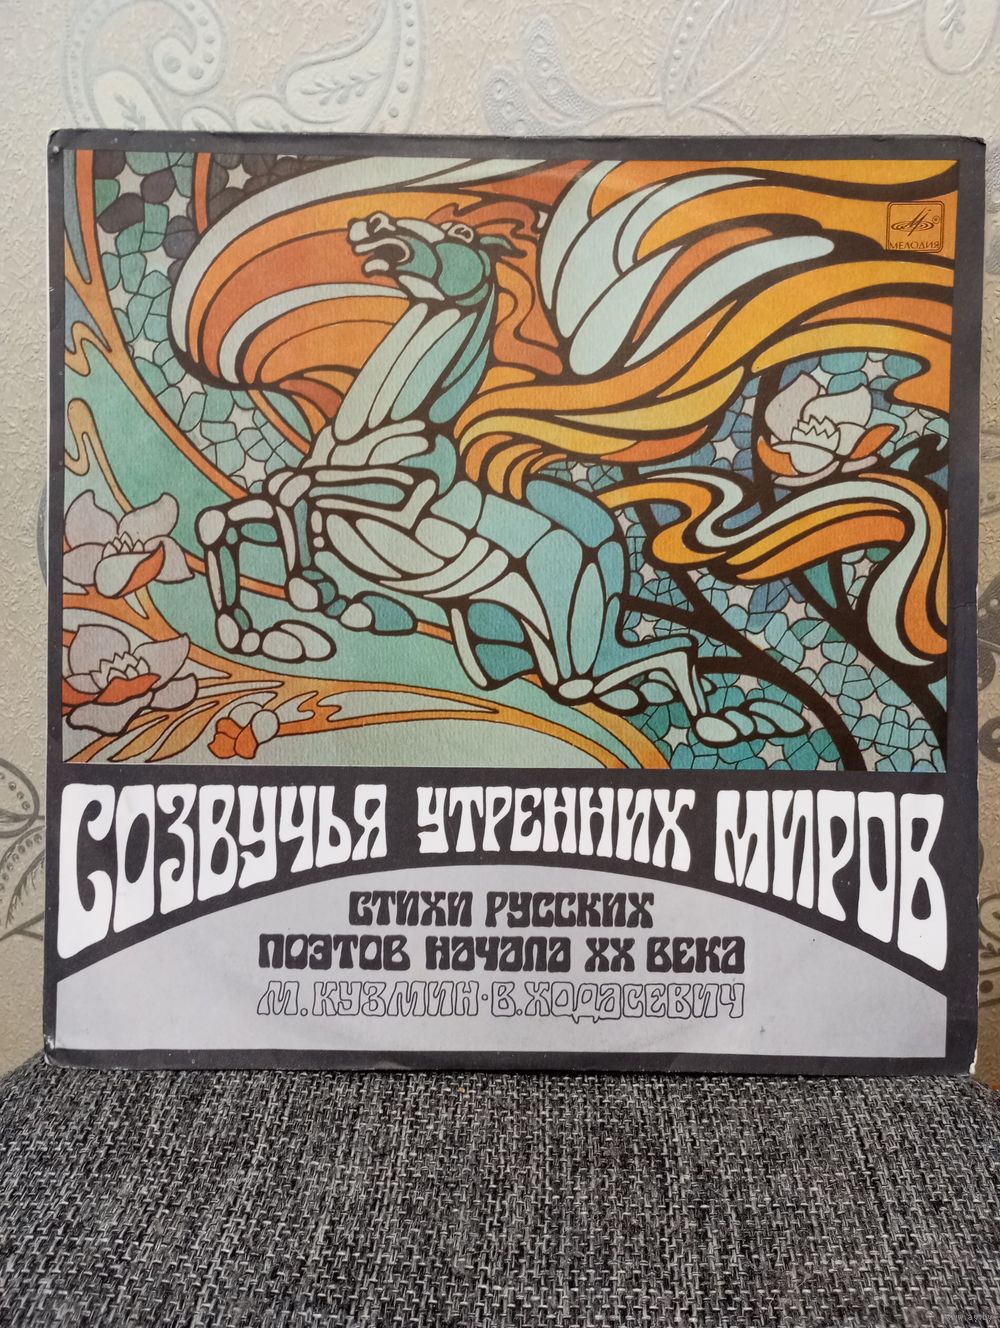 МЕЛОДИЯ
СОЗВУЧЬЯ УТРЕННИХ МИРОВ
СТИХИ РУССКИХ
ПОЭТОВ НАЧАЛА XX ВЕКА
М. КУЗМИН · В. ХОДАСЕВИЧ